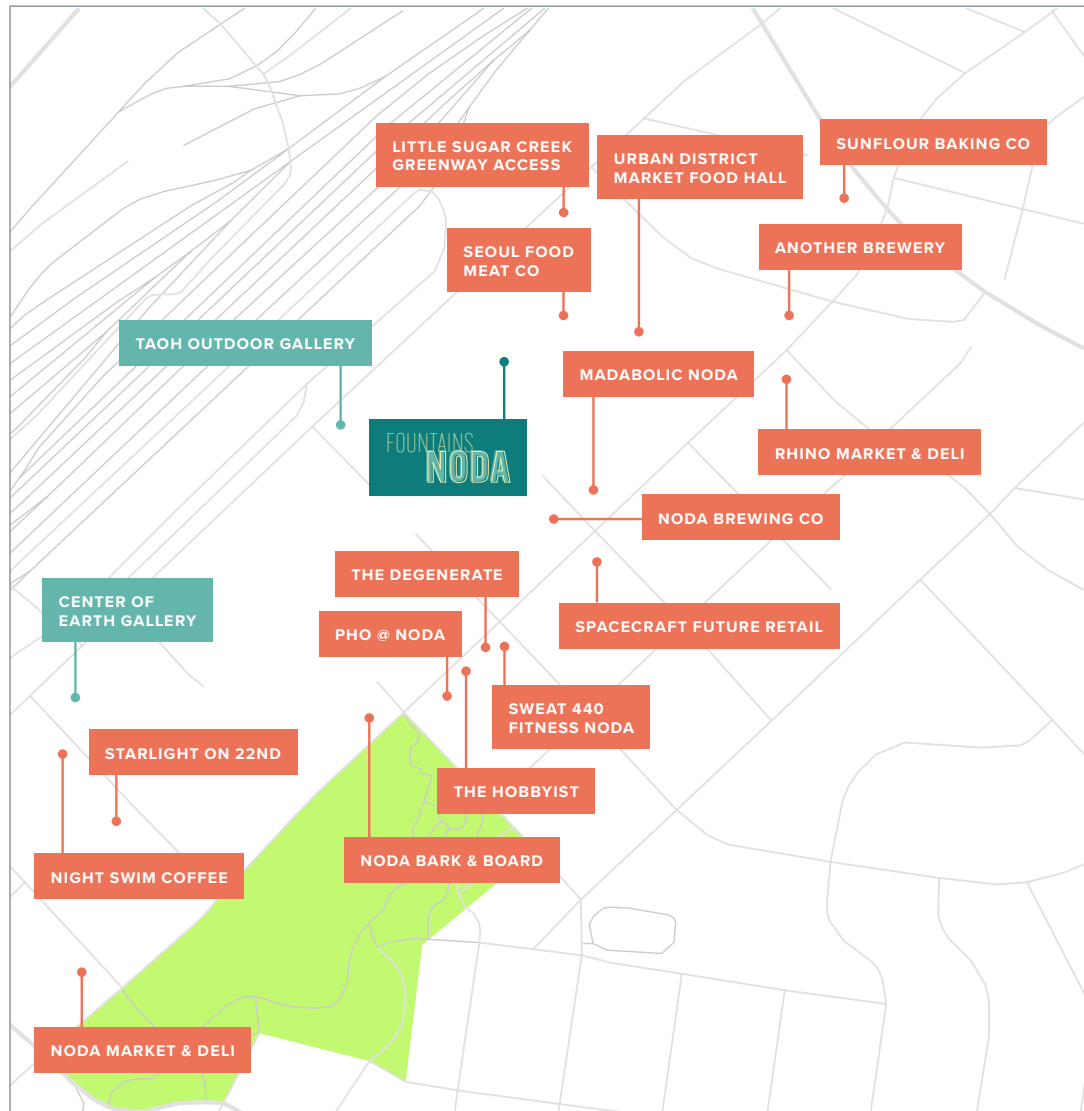 LITTLE SUGAR CREEK
GREENWAY ACCESS
URBAN DISTRICT
MARKET FOOD HALL
SUNFLOUR BAKING CO
SEOUL FOOD
MEAT CO
ANOTHER BREWERY
TAOH OUTDOOR GALLERY
MADABOLIC NODA
FOUNTAINS
NODA
RHINO MARKET & DELI
NODA BREWING CO
THE DEGENERATE
CENTER OF
EARTH GALLERY
PHO @ NODA
SPACECRAFT FUTURE RETAIL
SWEAT 440
FITNESS NODA
STARLIGHT ON 22ND
THE HOBBYIST
NODA BARK & BOARD
NIGHT SWIM COFFEE
NODA MARKET & DELI